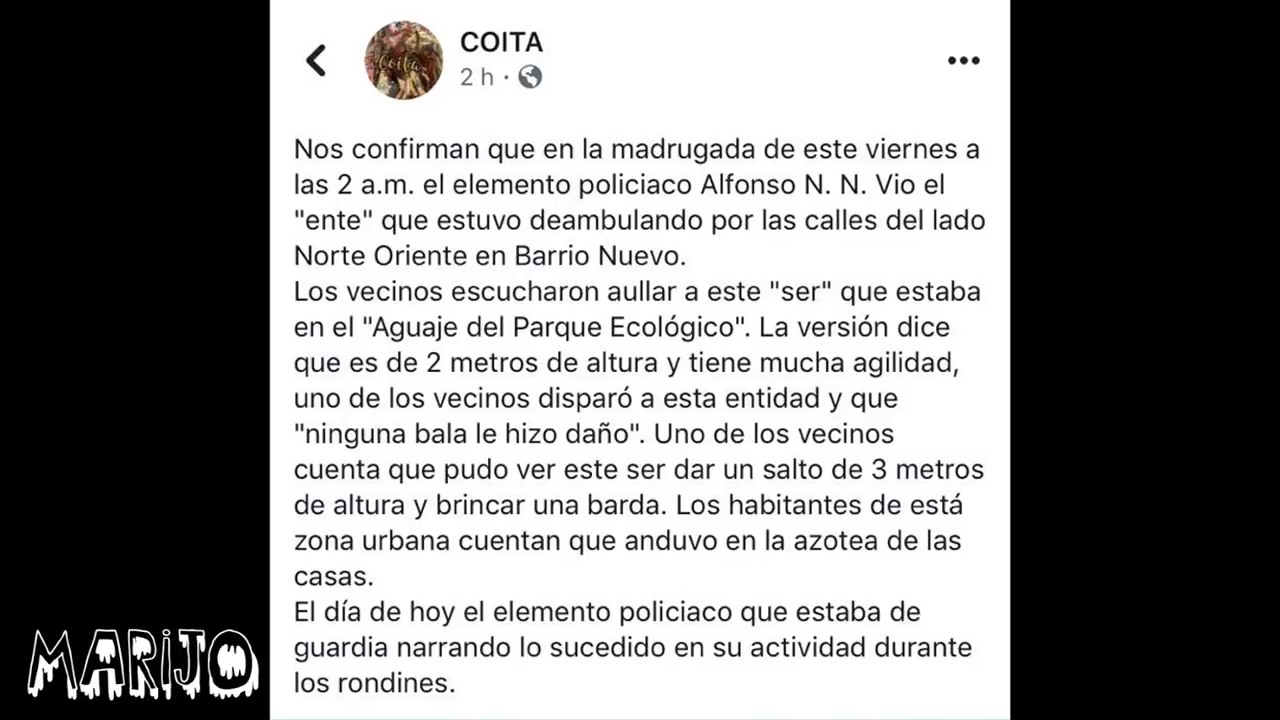 COITA
2 h ·
Coita
Nos confirman que en la madrugada de este viernes a
las 2 a.m. el elemento policiaco Alfonso N. N. Vio el
"ente" que estuvo deambulando por las calles del lado
Norte Oriente en Barrio Nuevo.
Los vecinos escucharon aullar a este "ser" que estaba
en el "Aguaje del Parque Ecológico". La versión dice
que es de 2 metros de altura y tiene mucha agilidad,
uno de los vecinos disparó a esta entidad y que
"ninguna bala le hizo daño". Uno de los vecinos
cuenta que pudo ver este ser dar un salto de 3 metros
de altura y brincar una barda. Los habitantes de está
zona urbana cuentan que anduvo en la azotea de las
casas.
El día de hoy el elemento policiaco que estaba de
guardia narrando lo sucedido en su actividad durante
los rondines.
MARiJO